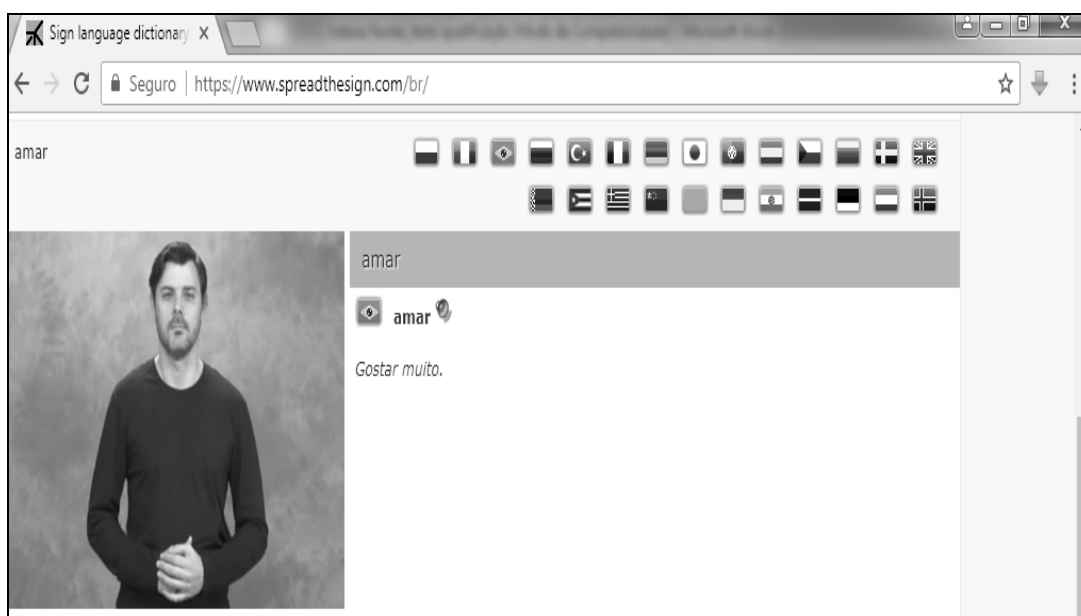 Sign language dictionary
Seguro | https://www.spreadthesign.com/br/
amar
amar
amar
Gostar muito.